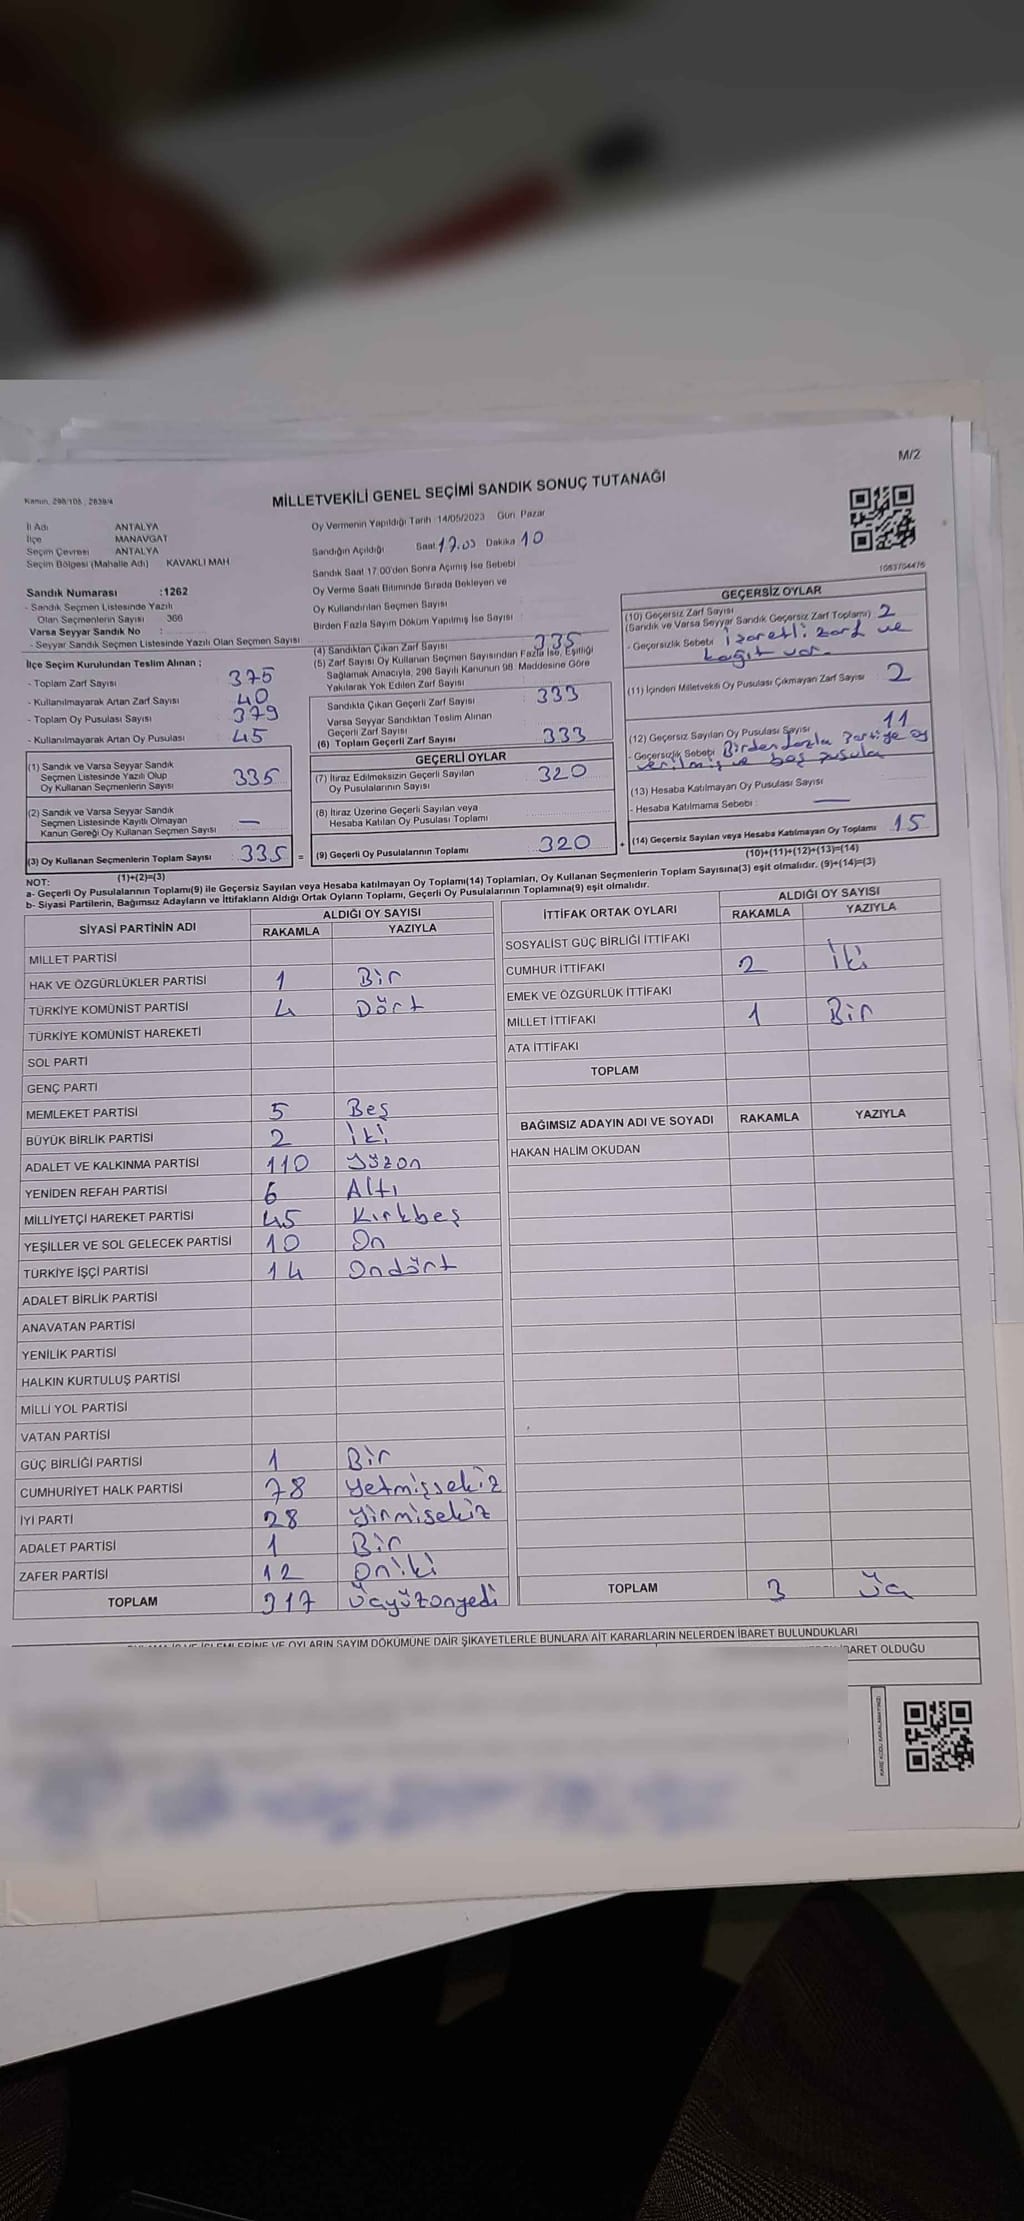 M/2
Kanun. 298/106 , 2839/4
MİLLETVEKİLİ GENEL SEÇİMİ SANDIK SONUÇ TUTANAĞI
İl Adı ANTALYA
İlçe MANAVGAT
Seçim Çevresi ANTALYA
Seçim Bölgesi (Mahalle Adı) KAVAKLI MAH
Sandık Numarası :1262
- Sandık Seçmen Listesinde Yazılı
Olan Seçmenlerin Sayısı 366
Varsa Seyyar Sandık No :
- Seyyar Sandık Seçmen Listesinde Yazılı Olan Seçmen Sayısı
Oy Vermenin Yapıldığı Tarih :14/05/2023 Gün: Pazar
Sandığın Açıldığı Saat 17.00 Dakika 10
Sandık Saat 17:00'den Sonra Açımış İse Sebebi
Oy Verme Saati Bitiminde Sırada Bekleyen ve
Oy Kullandırılan Seçmen Sayısı
Birden Fazla Sayım Döküm Yapılmış İse Sayısı :
1063704476
İlçe Seçim Kurulundan Teslim Alınan ;
- Toplam Zarf Sayısı 375
- Kullanılmayarak Artan Zarf Sayısı 40
- Toplam Oy Pusulası Sayısı 379
- Kullanılmayarak Artan Oy Pusulası 45
(1) Sandık ve Varsa Seyyar Sandık
Seçmen Listesinde Yazılı Olup
Oy Kullanan Seçmenlerin Sayısı 335
(2) Sandık ve Varsa Seyyar Sandık
Seçmen Listesinde Kayıtlı Olmayan
Kanun Gereği Oy Kullanan Seçmen Sayısı —
(3) Oy Kullanan Seçmenlerin Toplam Sayısı 335 =
(1)+(2)=(3)
(4) Sandıktan Çıkan Zarf Sayısı 335
(5) Zarf Sayısı Oy Kullanan Seçmen Sayısından Fazla İse, Eşitliği
Sağlamak Amacıyla, 298 Sayılı Kanunun 98. Maddesine Göre
Yakılarak Yok Edilen Zarf Sayısı
Sandıkta Çıkan Geçerli Zarf Sayısı 333
Varsa Seyyar Sandıktan Teslim Alınan
Geçerli Zarf Sayısı
(6) Toplam Geçerli Zarf Sayısı 333
GEÇERLİ OYLAR
(7) İtiraz Edilmeksizin Geçerli Sayılan
Oy Pusulalarının Sayısı 320
(8) İtiraz Üzerine Geçerli Sayılan veya
Hesaba Katılan Oy Pusulası Toplamı
(9) Geçerli Oy Pusulalarının Toplamı 320 +
GEÇERSİZ OYLAR
(10) Geçersiz Zarf Sayısı
(Sandık ve Varsa Seyyar Sandık Geçersiz Zarf Toplamı) 2
- Geçersizlik Sebebi İşaretli zarf ve
kağıt var.
(11) İçinden Milletvekili Oy Pusulası Çıkmayan Zarf Sayısı 2
(12) Geçersiz Sayılan Oy Pusulası Sayısı 11
- Geçersizlik Sebebi Birden fazla Partiye oy
verilmiş ve boş pusula
(13) Hesaba Katılmayan Oy Pusulası Sayısı
- Hesaba Katılmama Sebebi : —
(14) Geçersiz Sayılan veya Hesaba Katılmayan Oy Toplamı 15
(10)+(11)+(12)+(13)=(14)
NOT:
a- Geçerli Oy Pusulalarının Toplamı(9) ile Geçersiz Sayılan veya Hesaba katılmayan Oy Toplamı(14) Toplamları, Oy Kullanan Seçmenlerin Toplam Sayısına(3) eşit olmalıdır. (9)+(14)=(3)
b- Siyasi Partilerin, Bağımsız Adayların ve İttifakların Aldığı Ortak Oyların Toplamı, Geçerli Oy Pusulalarının Toplamına(9) eşit olmalıdır.
SİYASİ PARTİNİN ADI ALDIĞI OY SAYISI
RAKAMLA YAZIYLA
MİLLET PARTİSİ
HAK VE ÖZGÜRLÜKLER PARTİSİ 1 Bir
TÜRKİYE KOMÜNİST PARTİSİ 4 Dört
TÜRKİYE KOMÜNİST HAREKETİ
SOL PARTİ
GENÇ PARTİ
MEMLEKET PARTİSİ 5 Beş
BÜYÜK BİRLİK PARTİSİ 2 İki
ADALET VE KALKINMA PARTİSİ 110 Yüzon
YENİDEN REFAH PARTİSİ 6 Altı
MİLLİYETÇİ HAREKET PARTİSİ 45 Kırkbeş
YEŞİLLER VE SOL GELECEK PARTİSİ 10 On
TÜRKİYE İŞÇİ PARTİSİ 14 Ondört
ADALET BİRLİK PARTİSİ
ANAVATAN PARTİSİ
YENİLİK PARTİSİ
HALKIN KURTULUŞ PARTİSİ
MİLLİ YOL PARTİSİ
VATAN PARTİSİ
GÜÇ BİRLİĞİ PARTİSİ 1 Bir
CUMHURİYET HALK PARTİSİ 78 Yetmişsekiz
İYİ PARTİ 28 Yirmisekiz
ADALET PARTİSİ 1 Bir
ZAFER PARTİSİ 12 Oniki
TOPLAM 317 Üçyüzonyedi
İTTİFAK ORTAK OYLARI ALDIĞI OY SAYISI
RAKAMLA YAZIYLA
SOSYALİST GÜÇ BİRLİĞİ İTTİFAKI
CUMHUR İTTİFAKI 2 İki
EMEK VE ÖZGÜRLÜK İTTİFAKI
MİLLET İTTİFAKI 1 Bir
ATA İTTİFAKI
TOPLAM
BAĞIMSIZ ADAYIN ADI VE SOYADI RAKAMLA YAZIYLA
HAKAN HALİM OKUDAN
TOPLAM 3 Üç
OYLARIN SAYIM DÖKÜMÜNE DAİR ŞİKAYETLERLE BUNLARA AİT KARARLARIN NELERDEN İBARET BULUNDUKLARI
İBARET OLDUĞU
KARE KODU KARALAMAYINIZ!